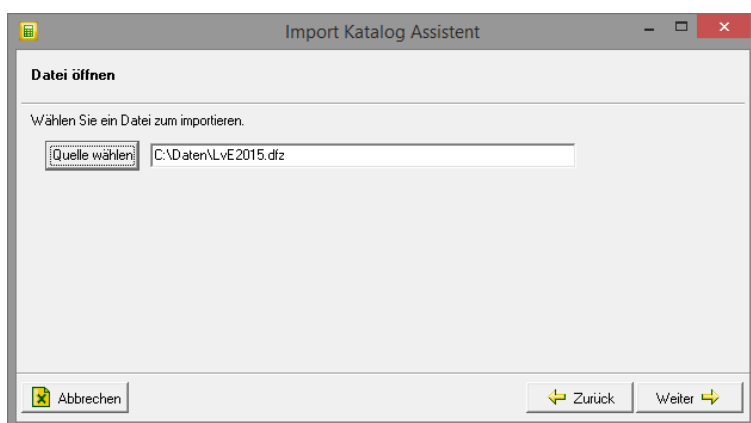 Import Katalog Assistent
Datei öffnen
Wählen Sie ein Datei zum importieren.
Quelle wählen C:\Daten\LvE2015.dfz
Abbrechen Zurück Weiter